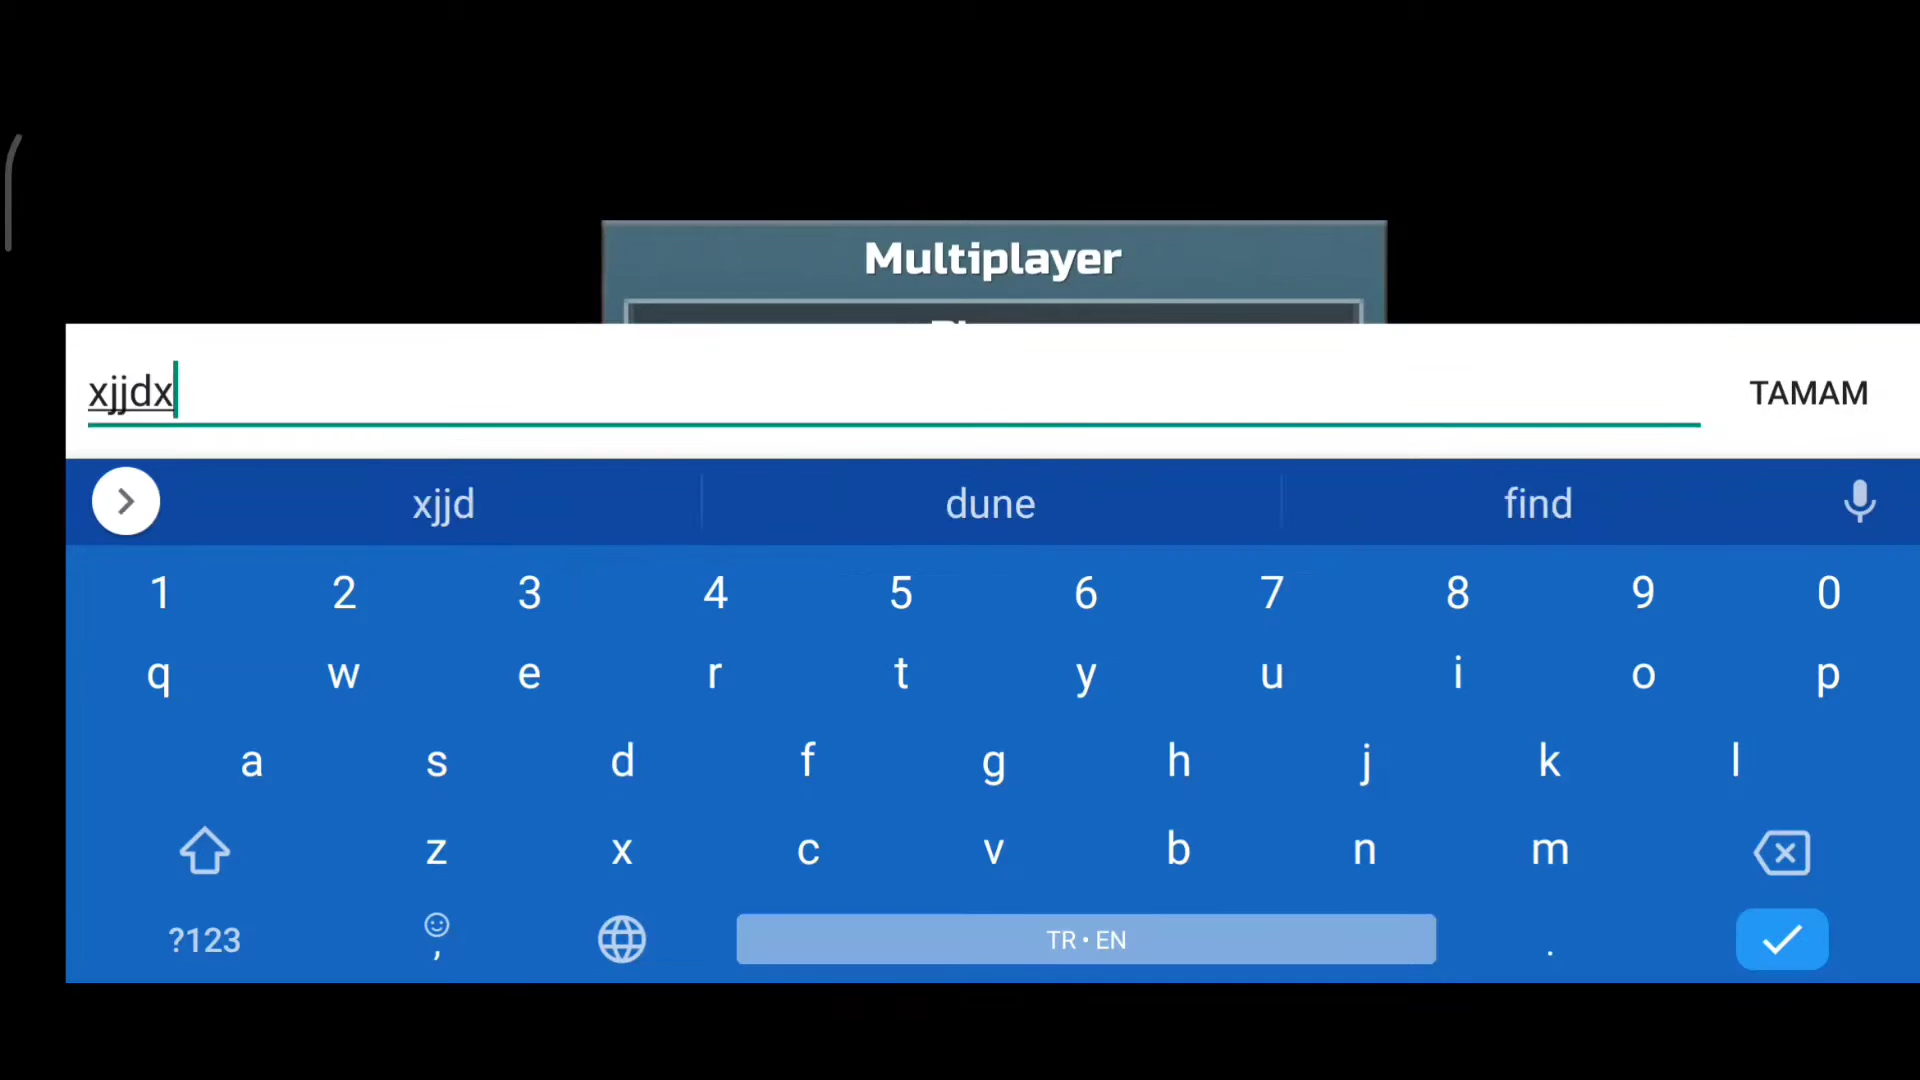 Multiplayer
xjjdx
TAMAM
xjjd dune find
1 2 3 4 5 6 7 8 9 0
q w e r t y u i o p
a s d f g h j k l
z x c v b n m
?123 , TR • EN .